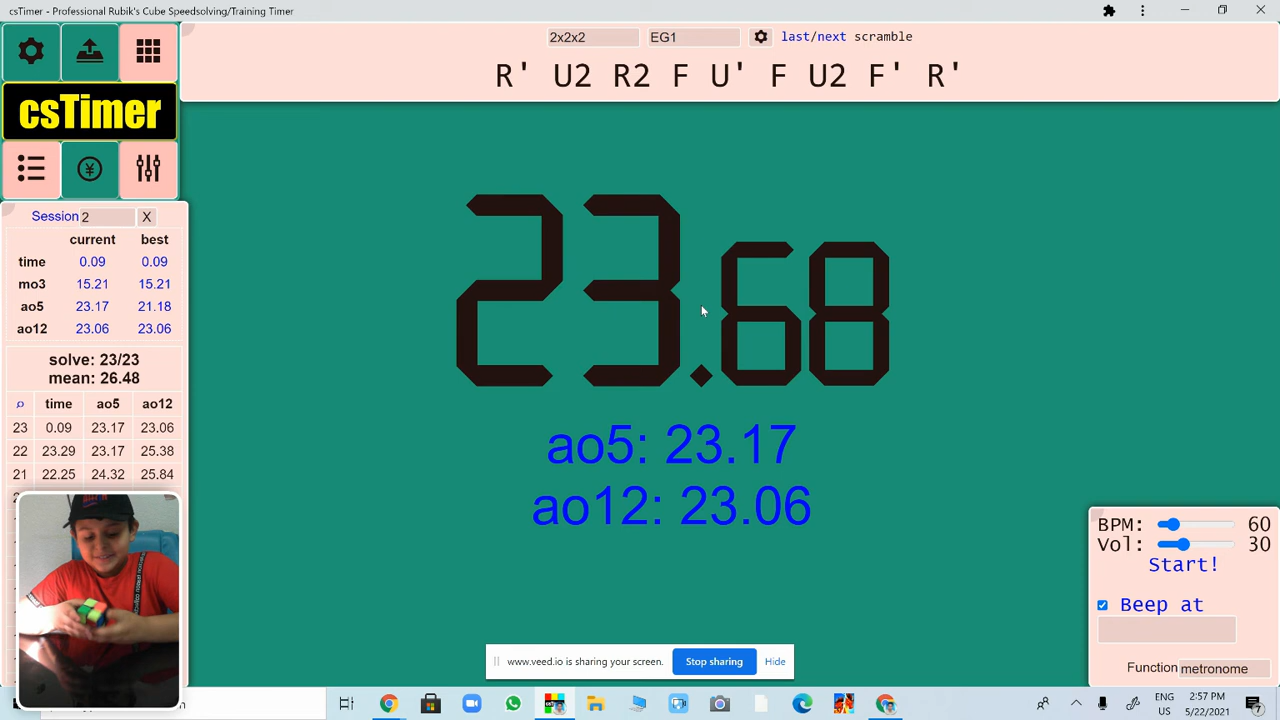 csTimer - Professional Rubik's Cube Speedsolving/Training Timer
2x2x2 EG1 last/next scramble
R' U2 R2 F U' F U2 F' R'
csTimer
Session 2 X
current best
time 0.09 0.09
mo3 15.21 15.21
ao5 23.17 21.18
ao12 23.06 23.06
solve: 23/23
mean: 26.48
time ao5 ao12
23 0.09 23.17 23.06
22 23.29 23.17 25.38
21 22.25 24.32 25.84
23.68
ao5: 23.17
ao12: 23.06
BPM: 60
Vol: 30
Start!
Beep at
Function metronome
www.veed.io is sharing your screen. Stop sharing Hide
ENG 2:57 PM
US 5/22/2021 7